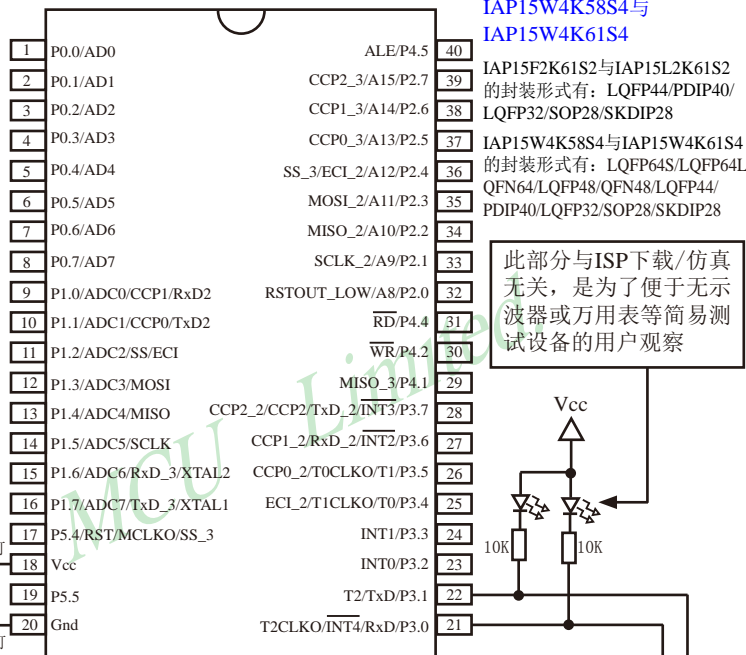 IAP15W4K58S4与
IAP15W4K61S4
IAP15F2K61S2与IAP15L2K61S2
的封装形式有：LQFP44/PDIP40/
LQFP32/SOP28/SKDIP28
IAP15W4K58S4与IAP15W4K61S4
的封装形式有：LQFP64S/LQFP64L
QFN64/LQFP48/QFN48/LQFP44/
PDIP40/LQFP32/SOP28/SKDIP28
1 P0.0/AD0 ALE/P4.5 40
2 P0.1/AD1 CCP2_3/A15/P2.7 39
3 P0.2/AD2 CCP1_3/A14/P2.6 38
4 P0.3/AD3 CCP0_3/A13/P2.5 37
5 P0.4/AD4 SS_3/ECI_2/A12/P2.4 36
6 P0.5/AD5 MOSI_2/A11/P2.3 35
7 P0.6/AD6 MISO_2/A10/P2.2 34
8 P0.7/AD7 SCLK_2/A9/P2.1 33
9 P1.0/ADC0/CCP1/RxD2 RSTOUT_LOW/A8/P2.0 32
10 P1.1/ADC1/CCP0/TxD2 RD/P4.4 31
11 P1.2/ADC2/SS/ECI WR/P4.2 30
12 P1.3/ADC3/MOSI MISO_3/P4.1 29
13 P1.4/ADC4/MISO CCP2_2/CCP2/TxD_2/INT3/P3.7 28
14 P1.5/ADC5/SCLK CCP1_2/RxD_2/INT2/P3.6 27
15 P1.6/ADC6/RxD_3/XTAL2 CCP0_2/T0CLKO/T1/P3.5 26
16 P1.7/ADC7/TxD_3/XTAL1 ECI_2/T1CLKO/T0/P3.4 25
17 P5.4/RST/MCLKO/SS_3 INT1/P3.3 24
18 Vcc INT0/P3.2 23
19 P5.5 T2/TxD/P3.1 22
20 Gnd T2CLKO/INT4/RxD/P3.0 21
此部分与ISP下载/仿真
无关，是为了便于无示
波器或万用表等简易测
试设备的用户观察
Vcc
10K 10K
MCU Limited.